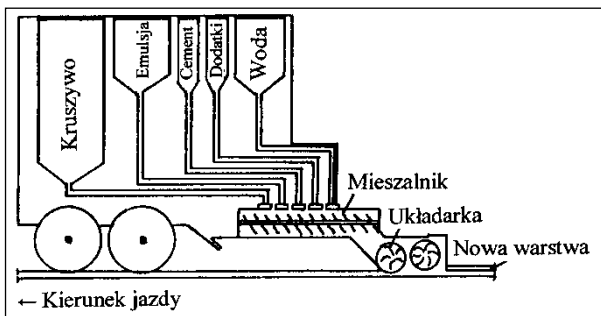 Kruszywo
Emulsja
Cement
Dodatki
Woda
Mieszalnik
Układarka
Nowa warstwa
← Kierunek jazdy